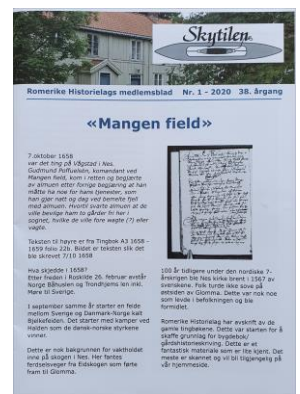 Skytilen
Romerike Historielags medlemsblad Nr. 1 - 2020 38. årgang
«Mangen field»
7.oktober 1658
var det ting på Vågstad i Nes.
Gudmund Poffuelsøn, komendant ved
Mangen field, kom i retten og begjærte
av almuen efter forrige begjæring at han
måtte ha noe for hans tjenester, som
han gjør natt og dag ved bemelte fjell
med almuen. Hvortil svarte almuen at de
ville bevilge ham to gårder fri her i
sognet, hvilke de ville fore wegte (?) eller
vagte.
Teksten til høyre er fra Tingbok A3 1658 -
1659 folio 22b. Bildet er tekstens slik det
ble skrevet 7/10 1658
Hva skjedde i 1658?
Etter freden i Roskilde 26. februar avstår
Norge Båhuslen og Trondhjems len inkl.
Møre til Sverige.
I september samme år starter en feide
mellom Sverige og Danmark-Norge kalt
Bjelkefeiden. Det starter med kamper ved
Halden som de dansk-norske styrkene
vinner.
Dette er nok bakgrunnen for vaktholdet
inne på skogen i Nes. Her fantes
ferdselsveger fra Eidskogen som førte
fram til Glomma.
100 år tidligere under den nordiske 7-
årskrigen ble Nes kirke brent i 1567 av
svenskene. Folk turde ikke sove på
østsiden av Glomma. Dette var nok noe
som levde i befolkningen og ble
formidlet.
Romerike Historielag har avskrift av de
gamle tingbøkene. Dette var starten for å
skaffe grunnlag for bygdebok/
gårdshistorieskriving. Dette er et
fantastisk materiale som er lite kjent. Det
meste er skannet og vil bli tilgjengelig på
vår hjemmeside.